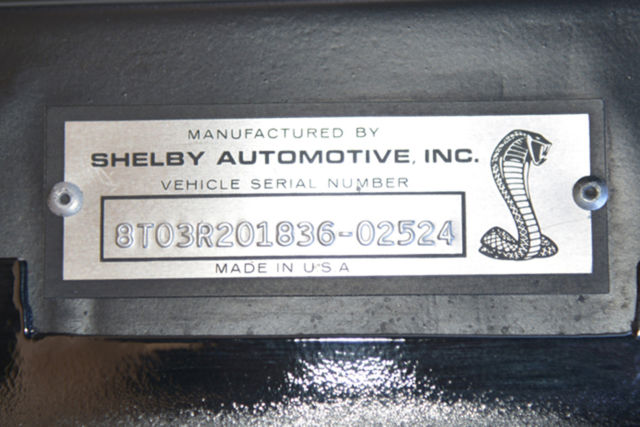 MANUFACTURED BY
SHELBY AUTOMOTIVE, INC.
VEHICLE SERIAL NUMBER
8T03R201836-02524
MADE IN U S A